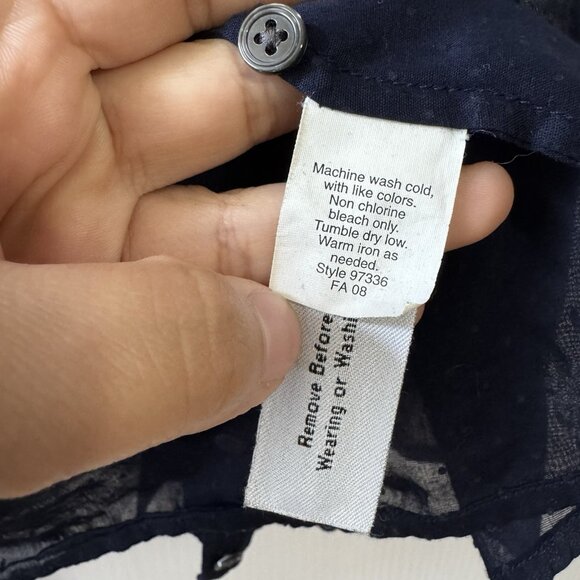 Machine wash cold,
with like colors.
Non chlorine
bleach only.
Tumble dry low.
Warm iron as
needed.
Style 97336
FA 08
Remove Before
Wearing or Washi